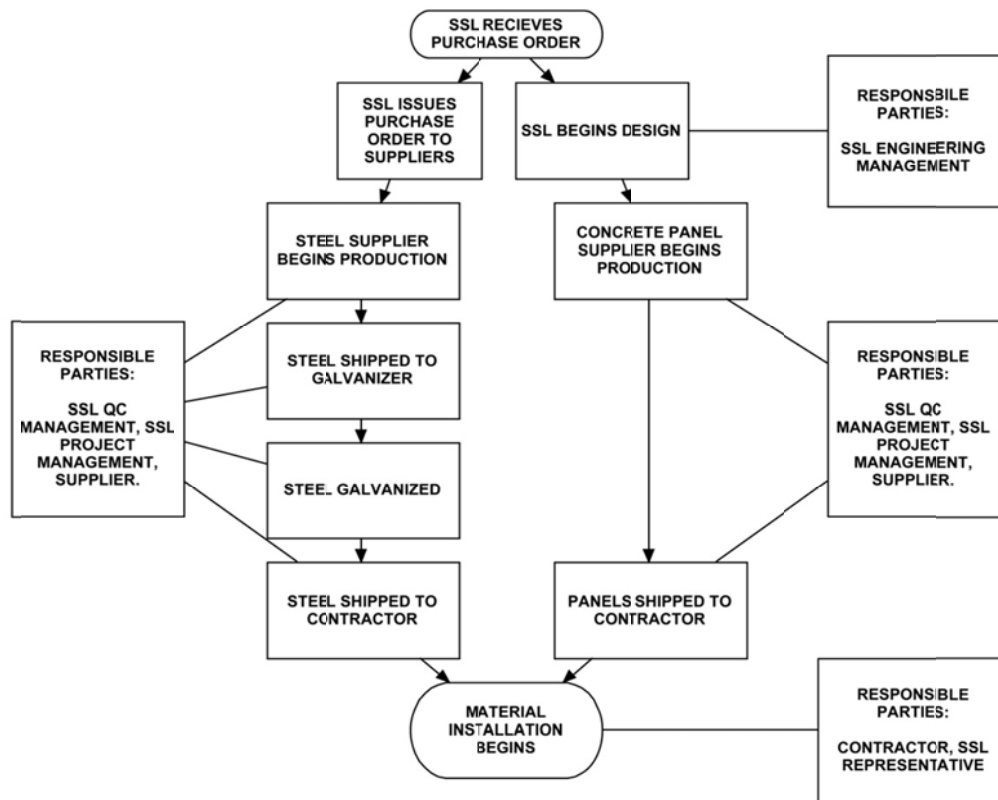 SSL RECIEVES
PURCHASE ORDER
SSL ISSUES
PURCHASE
ORDER TO
SUPPLIERS
SSL BEGINS DESIGN
RESPONSBILE
PARTIES:
SSL ENGINEERING
MANAGEMENT
STEEL SUPPLIER
BEGINS PRODUCTION
CONCRETE PANEL
SUPPLIER BEGINS
PRODUCTION
RESPONSIBLE
PARTIES:
SSL QC
MANAGEMENT, SSL
PROJECT
MANAGEMENT,
SUPPLIER.
STEEL SHIPPED TO
GALVANIZER
RESPONSIBLE
PARTIES:
SSL QC
MANAGEMENT, SSL
PROJECT
MANAGEMENT,
SUPPLIER.
STEEL GALVANIZED
STEEL SHIPPED TO
CONTRACTOR
PANELS SHIPPED TO
CONTRACTOR
MATERIAL
INSTALLATION
BEGINS
RESPONSIBLE
PARTIES:
CONTRACTOR, SSL
REPRESENTATIVE